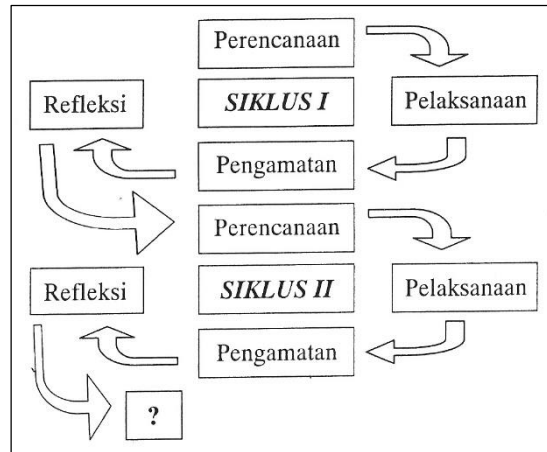 Perencanaan
Refleksi
SIKLUS I
Pelaksanaan
Pengamatan
Perencanaan
Refleksi
SIKLUS II
Pelaksanaan
Pengamatan
?